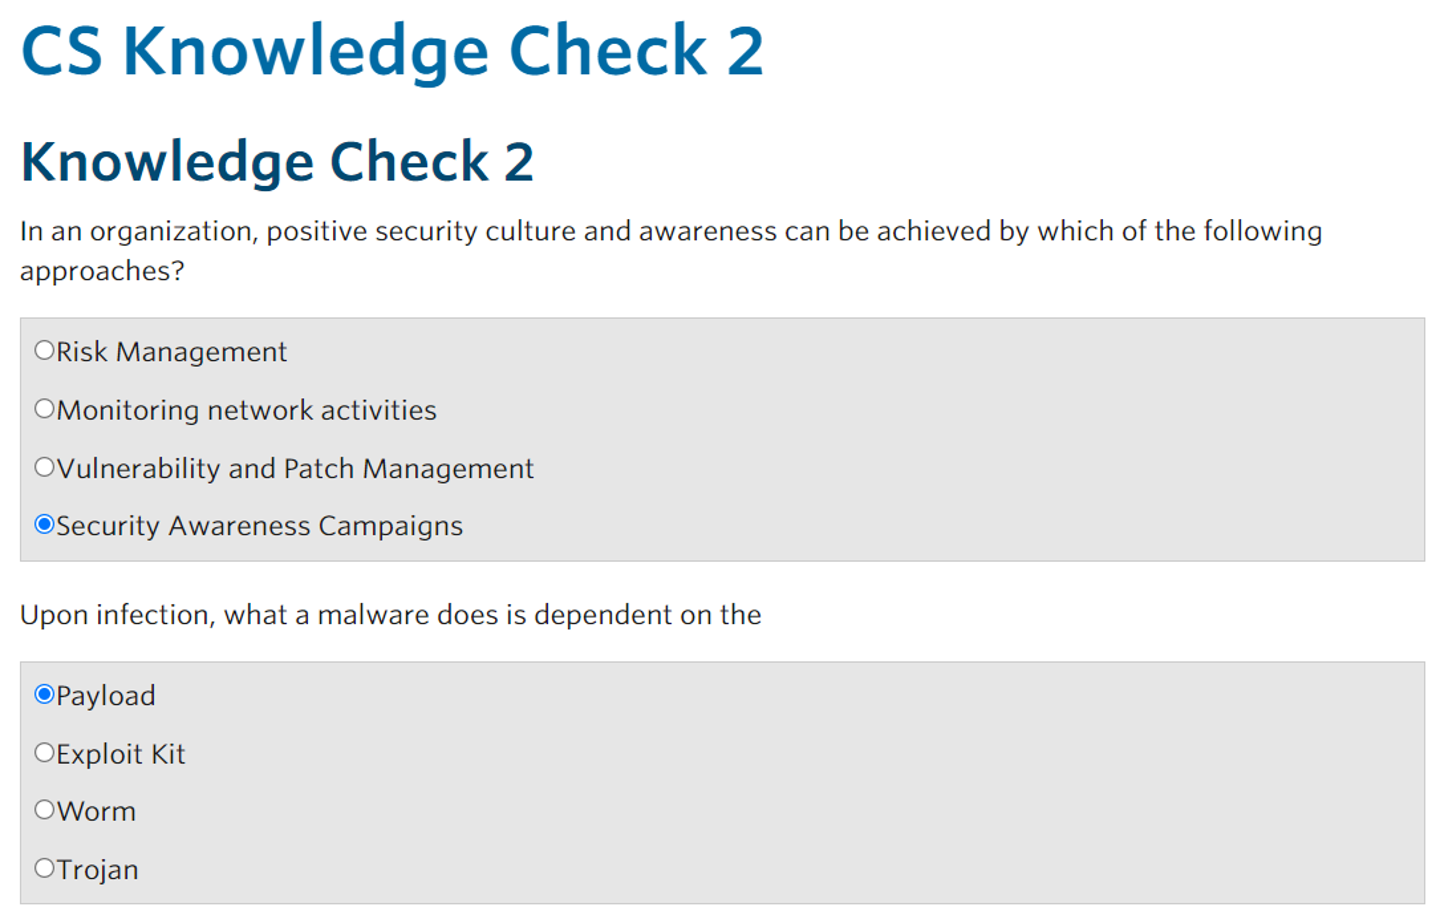 CS Knowledge Check 2
Knowledge Check 2
In an organization, positive security culture and awareness can be achieved by which of the following
approaches?
Risk Management
Monitoring network activities
Vulnerability and Patch Management
Security Awareness Campaigns
Upon infection, what a malware does is dependent on the
Payload
Exploit Kit
Worm
Trojan